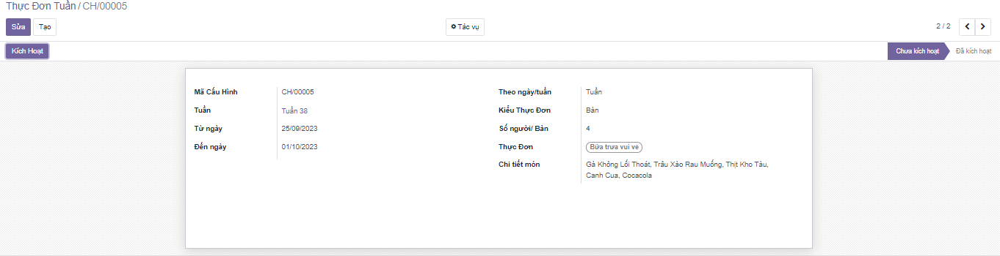 Thực Đơn Tuần / CH/00005
Sửa Tạo Tác vụ 2 / 2
Kích Hoạt Chưa kích hoạt Đã kích hoạt
Mã Cấu Hình CH/00005 Theo ngày/tuần Tuần
Tuần Tuần 38 Kiểu Thực Đơn Bàn
Từ ngày 25/09/2023 Số người/ Bàn 4
Đến ngày 01/10/2023 Thực Đơn Bữa trưa vui vẻ
Chi tiết món Gà Không Lối Thoát, Trâu Xào Rau Muống, Thịt Kho Tàu,
Canh Cua, Cocacola